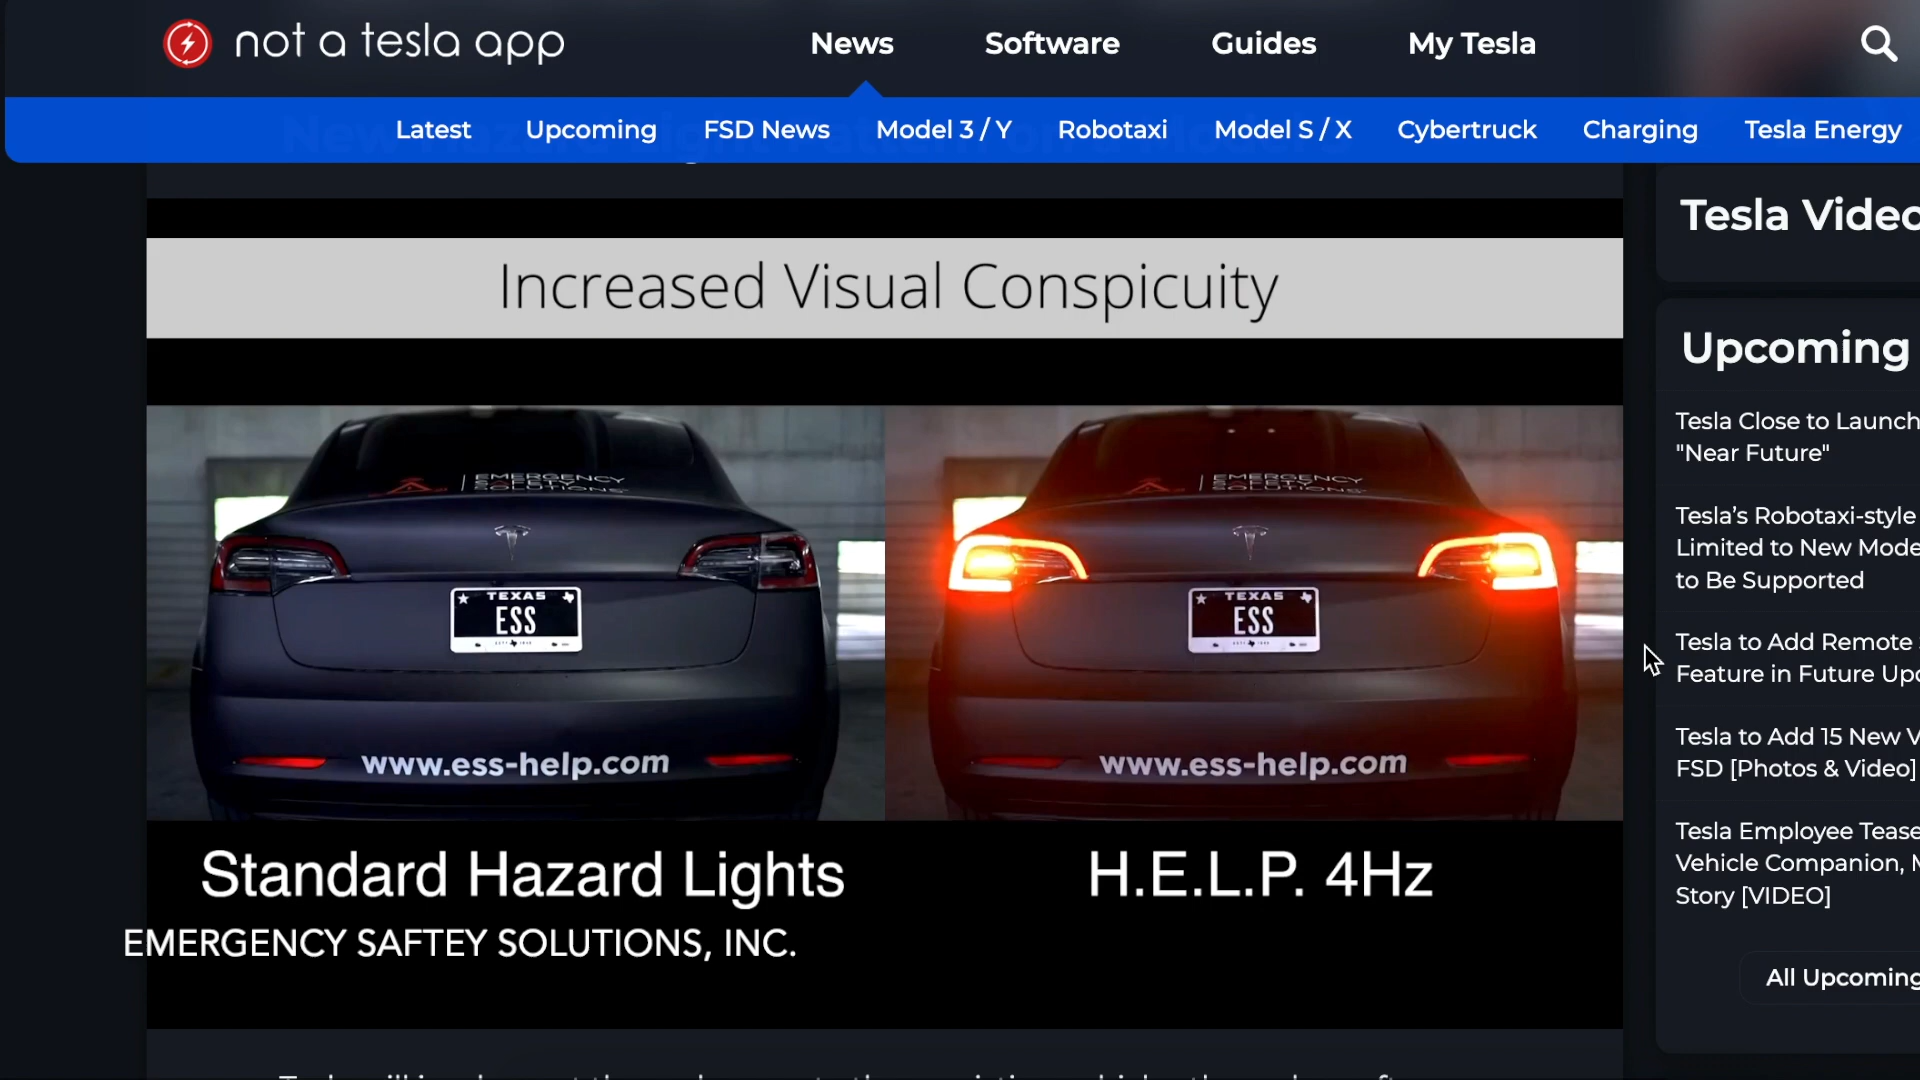 not a tesla app
News
Software
Guides
My Tesla
Latest
Upcoming
FSD News
Model 3 / Y
Robotaxi
Model S / X
Cybertruck
Charging
Tesla Energy
Increased Visual Conspicuity
EMERGENCY
SAFETY
SOLUTIONS
TEXAS
ESS
www.ess-help.com
EMERGENCY
SAFETY
SOLUTIONS
TEXAS
ESS
www.ess-help.com
Standard Hazard Lights
H.E.L.P. 4Hz
EMERGENCY SAFTEY SOLUTIONS, INC.
Tesla Video
Upcoming
Tesla Close to Launch
"Near Future"
Tesla’s Robotaxi-style
Limited to New Mode
to Be Supported
Tesla to Add Remote
Feature in Future Upd
Tesla to Add 15 New V
FSD [Photos & Video]
Tesla Employee Tease
Vehicle Companion, M
Story [VIDEO]
All Upcoming